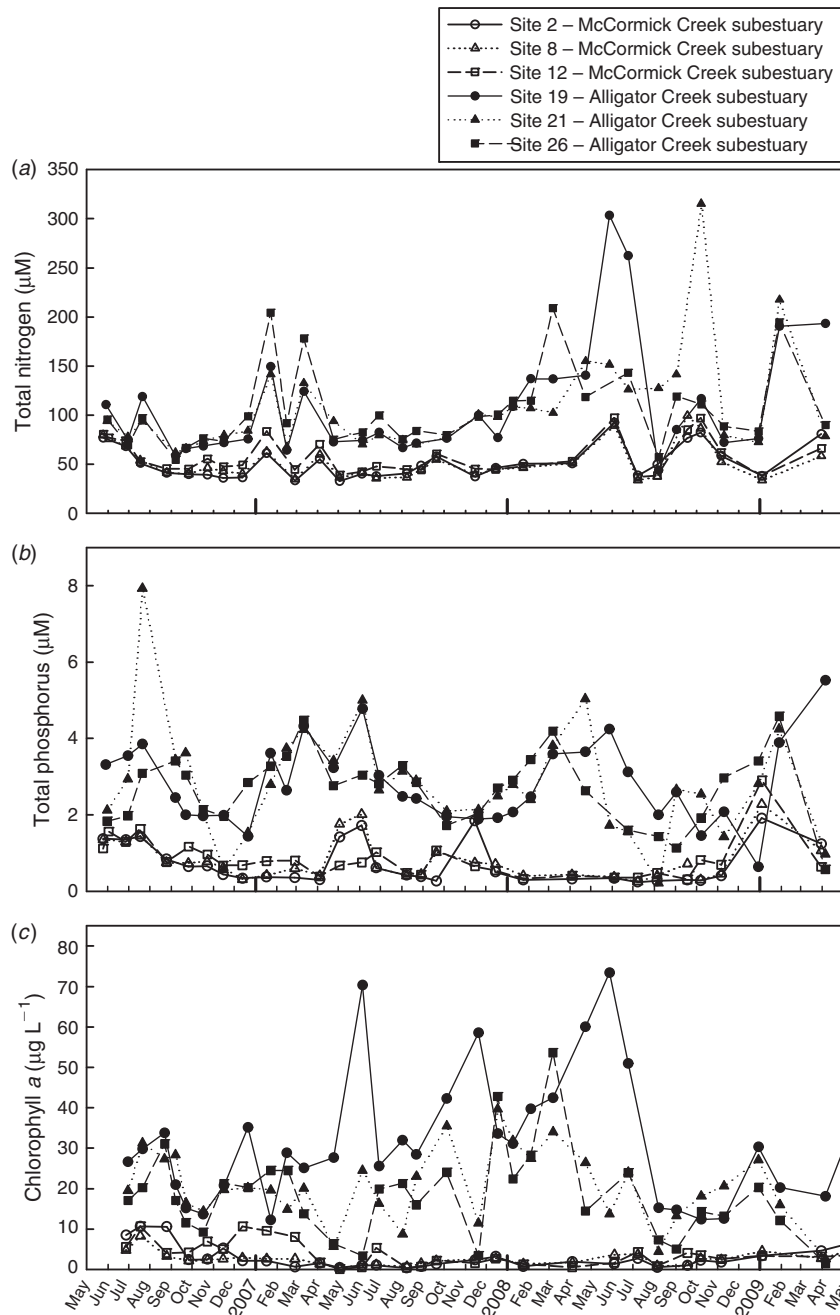 Site 2 – McCormick Creek subestuary
Site 8 – McCormick Creek subestuary
Site 12 – McCormick Creek subestuary
Site 19 – Alligator Creek subestuary
Site 21 – Alligator Creek subestuary
Site 26 – Alligator Creek subestuary
(a)
350
300
250
200
150
100
50
0
Total nitrogen (μM)
(b)
8
6
4
2
0
Total phosphorus (μM)
(c)
80
70
60
50
40
30
20
10
0
Chlorophyll a (μg L−1)
May Jun Jul Aug Sep Oct Nov Dec 2007 Feb Mar Apr May Jun Jul Aug Sep Oct Nov Dec 2008 Feb Mar Apr May Jun Jul Aug Sep Oct Nov Dec 2009 Feb Mar Apr